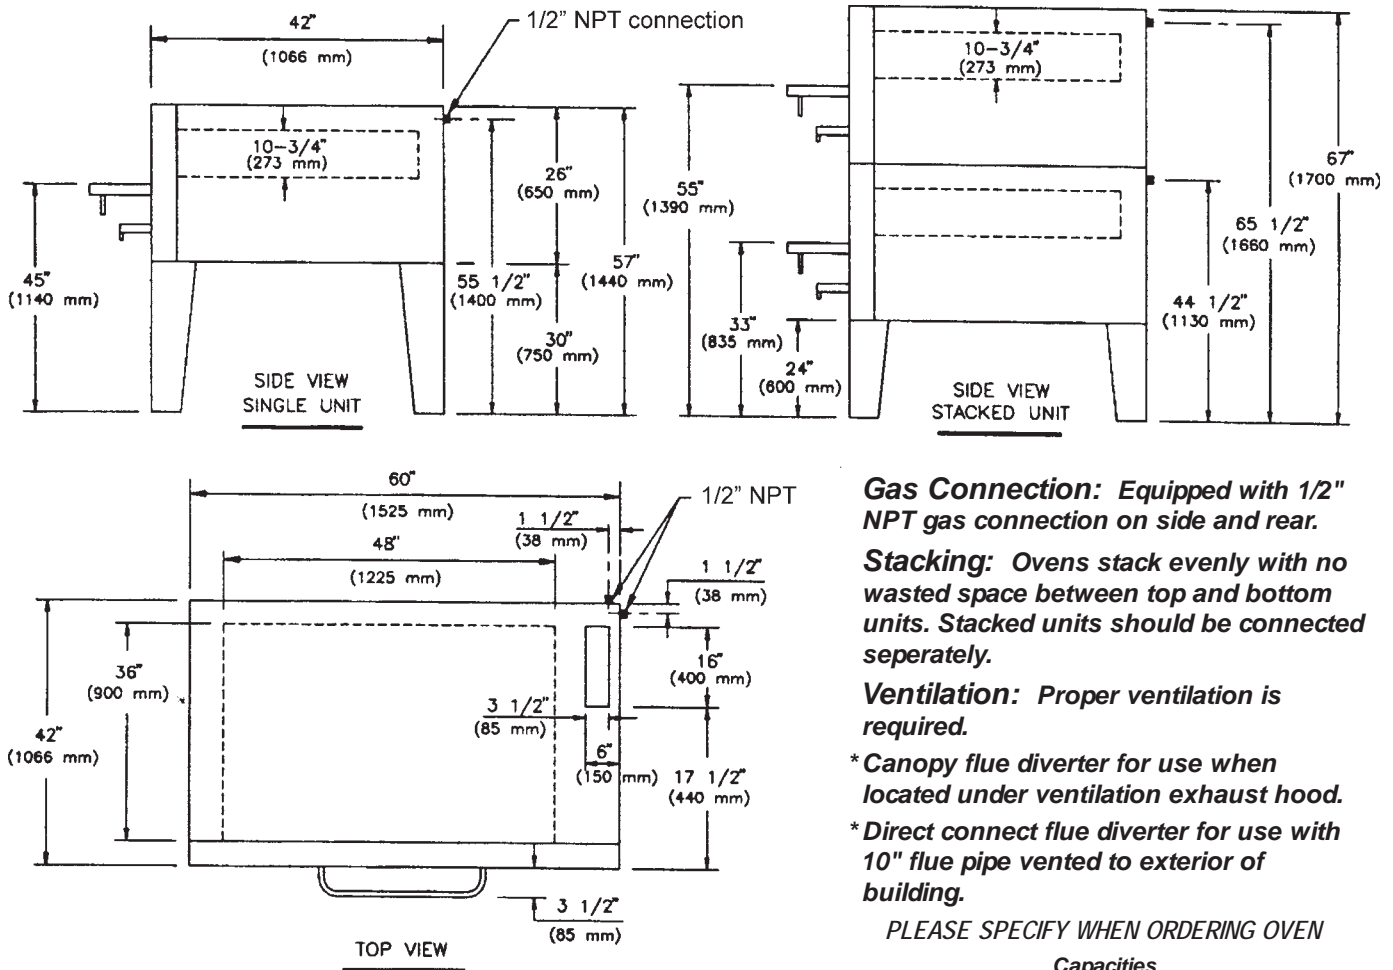 42"
(1066 mm)
1/2” NPT connection
10-3/4"
(273 mm)
26"
(650 mm)
45"
(1140 mm)
55 1/2"
(1400 mm)
57"
(1440 mm)
30"
(750 mm)
SIDE VIEW
SINGLE UNIT
10-3/4"
(273 mm)
67"
(1700 mm)
55"
(1390 mm)
65 1/2"
(1660 mm)
33"
(835 mm)
44 1/2"
(1130 mm)
24"
(600 mm)
SIDE VIEW
STACKED UNIT
60"
(1525 mm)
1/2” NPT
1 1/2"
(38 mm)
48"
(1225 mm)
1 1/2"
(38 mm)
36"
(900 mm)
16"
(400 mm)
3 1/2"
(85 mm)
42"
(1066 mm)
6"
(150 mm)
17 1/2"
(440 mm)
3 1/2"
(85 mm)
TOP VIEW
Gas Connection: Equipped with 1/2"
NPT gas connection on side and rear.
Stacking: Ovens stack evenly with no
wasted space between top and bottom
units. Stacked units should be connected
seperately.
Ventilation: Proper ventilation is
required.
*Canopy flue diverter for use when
located under ventilation exhaust hood.
*Direct connect flue diverter for use with
10" flue pipe vented to exterior of
building.
PLEASE SPECIFY WHEN ORDERING OVEN
Capacities